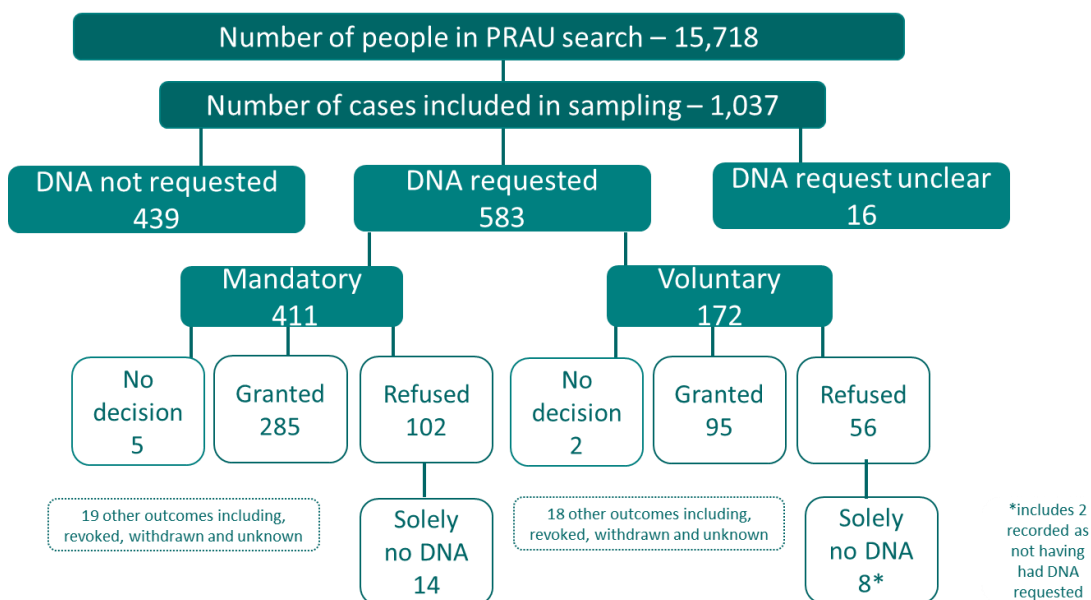 Number of people in PRAU search – 15,718
Number of cases included in sampling – 1,037
DNA not requested
439
DNA requested
583
DNA request unclear
16
Mandatory
411
Voluntary
172
No
decision
5
Granted
285
Refused
102
No
decision
2
Granted
95
Refused
56
19 other outcomes including,
revoked, withdrawn and unknown
Solely
no DNA
14
18 other outcomes including,
revoked, withdrawn and unknown
Solely
no DNA
8*
*includes 2
recorded as
not having
had DNA
requested